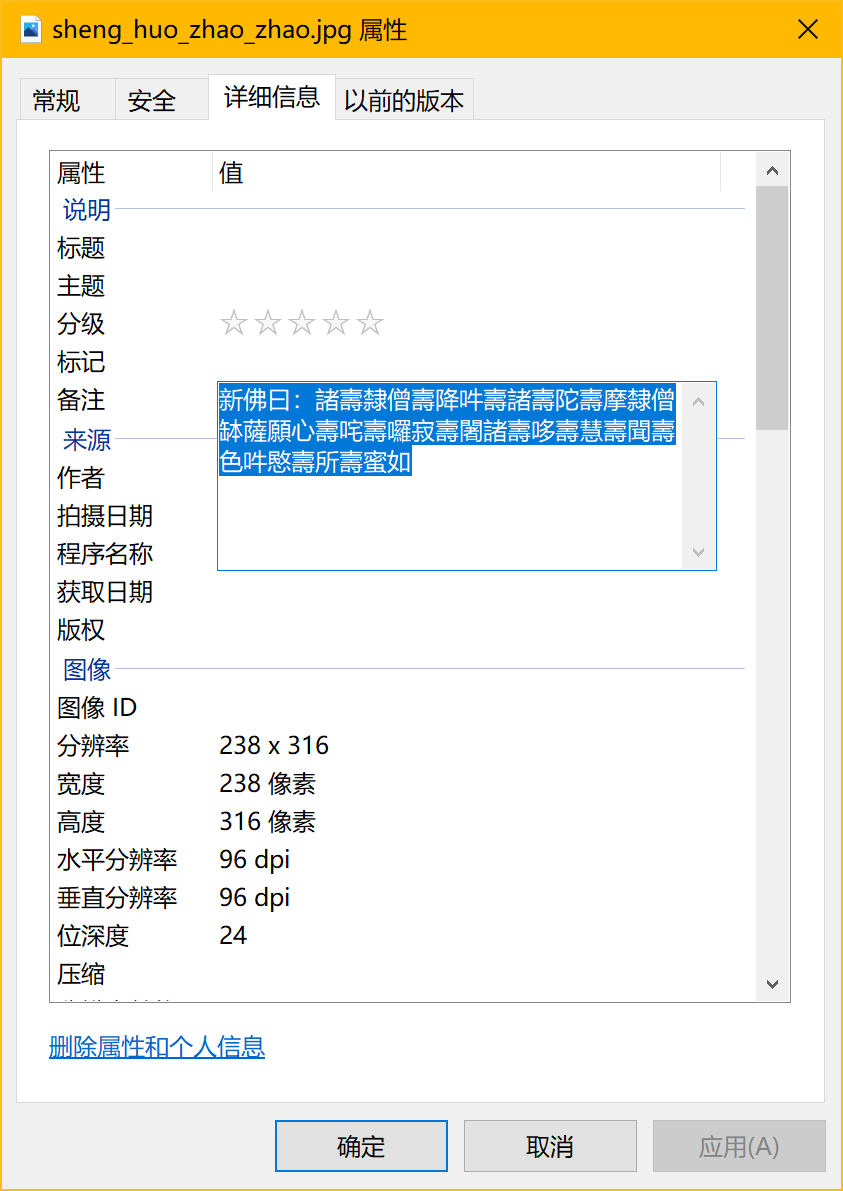 sheng_huo_zhao_zhao.jpg 属性
常规 安全 详细信息 以前的版本
属性 值
说明
标题
主题
分级
标记
备注 新佛曰：諸壽隸僧壽降吽壽諸壽陀壽摩隸僧
缽薩願心壽咤壽囉寂壽闍諸壽哆壽慧壽聞壽
色吽愍壽所壽蜜如
来源
作者
拍摄日期
程序名称
获取日期
版权
图像
图像 ID
分辨率 238 x 316
宽度 238 像素
高度 316 像素
水平分辨率 96 dpi
垂直分辨率 96 dpi
位深度 24
压缩
删除属性和个人信息
确定 取消 应用(A)